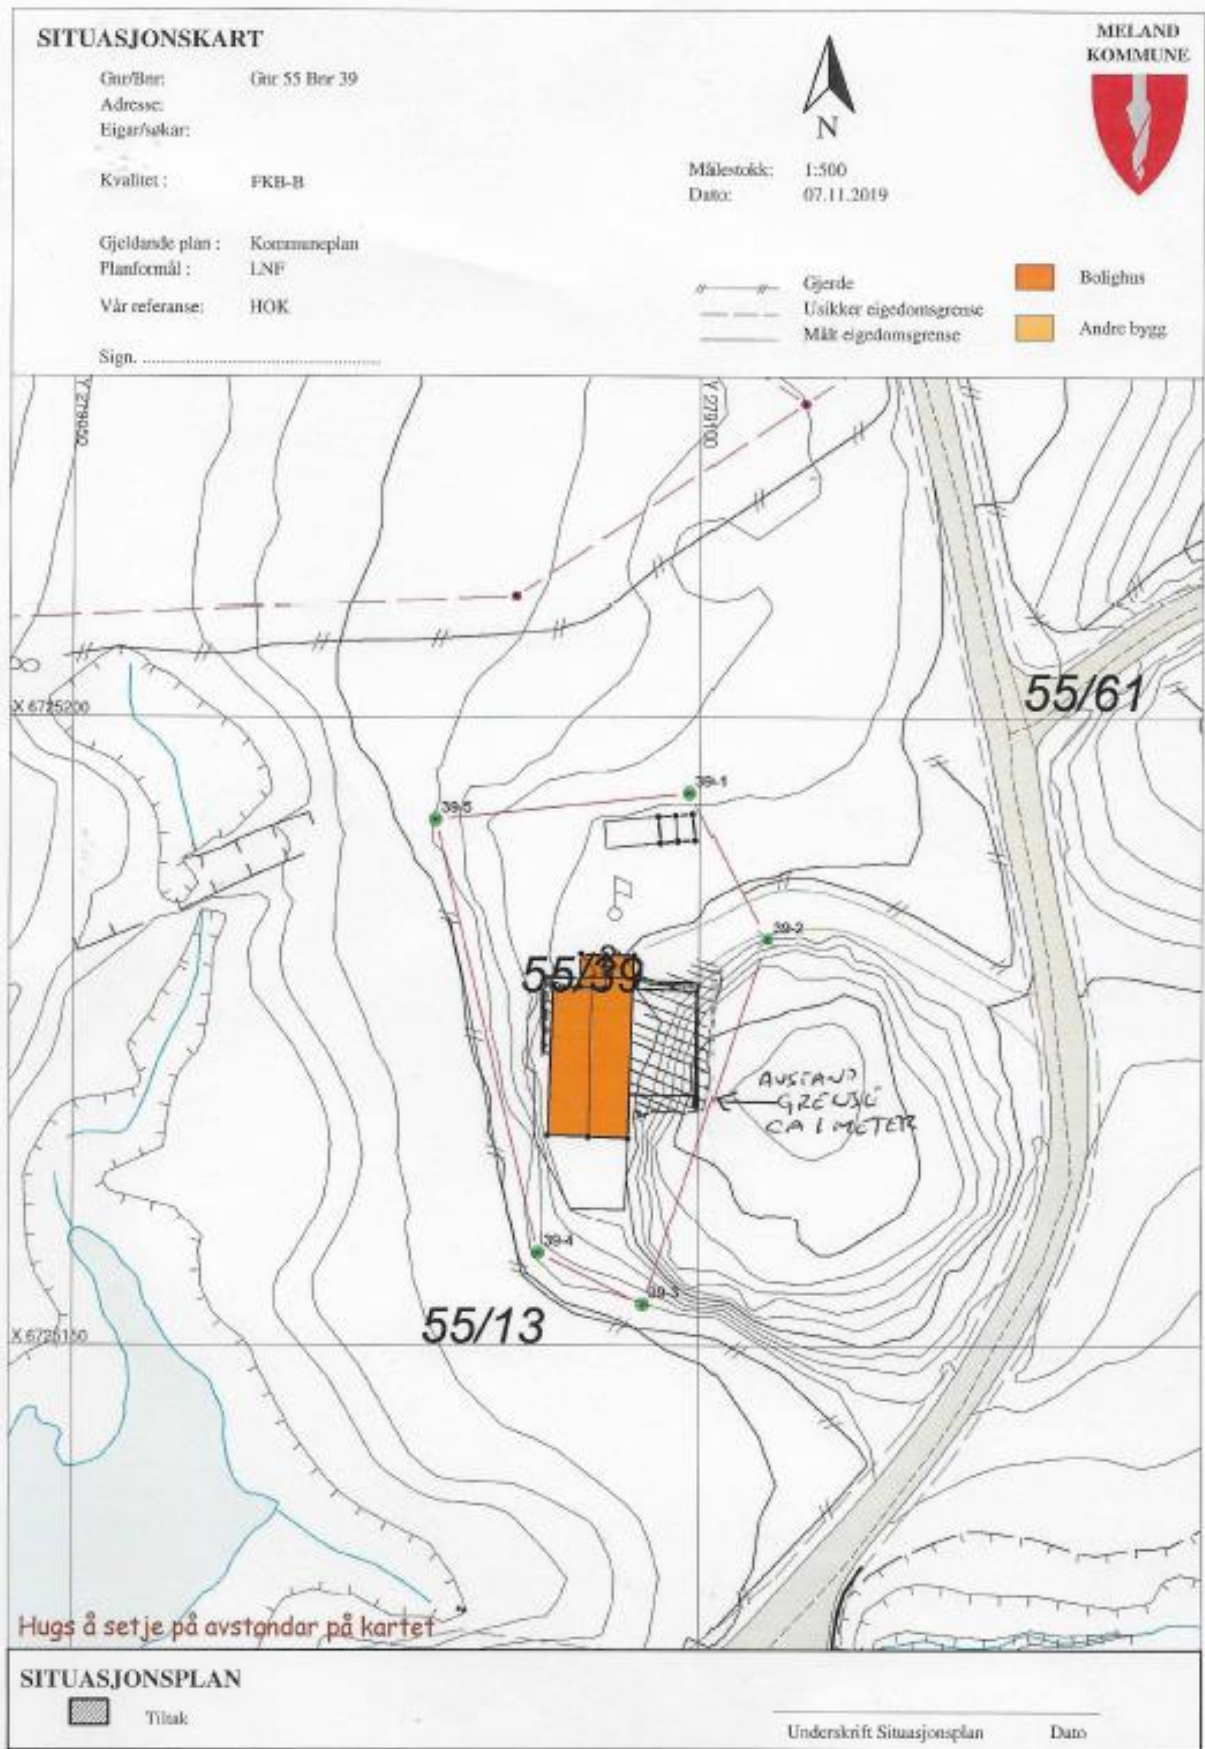 SITUASJONSKART
MELAND
KOMMUNE
Gnr/Bnr: Gnr 55 Bnr 39
Adresse:
Eigar/søkar:
N
Kvalitet : FKB-B
Målestokk: 1:500
Dato: 07.11.2019
Gjeldande plan : Kommuneplan
Planformål : LNF
Vår referanse: HOK
Gjerde
Usikker eigedomsgrense
Målt eigedomsgrense
Bolighus
Andre bygg
Sign. ..........................................
Y 279050
Y 279100
55/61
X 6725200
39-1
39-5
39-2
55/39
AVSTAND
GRENSE
CA 1 METER
39-4
39-3
55/13
X 6725150
Hugs å setje på avstandar på kartet
SITUASJONSPLAN
Tiltak
Underskrift Situasjonsplan Dato